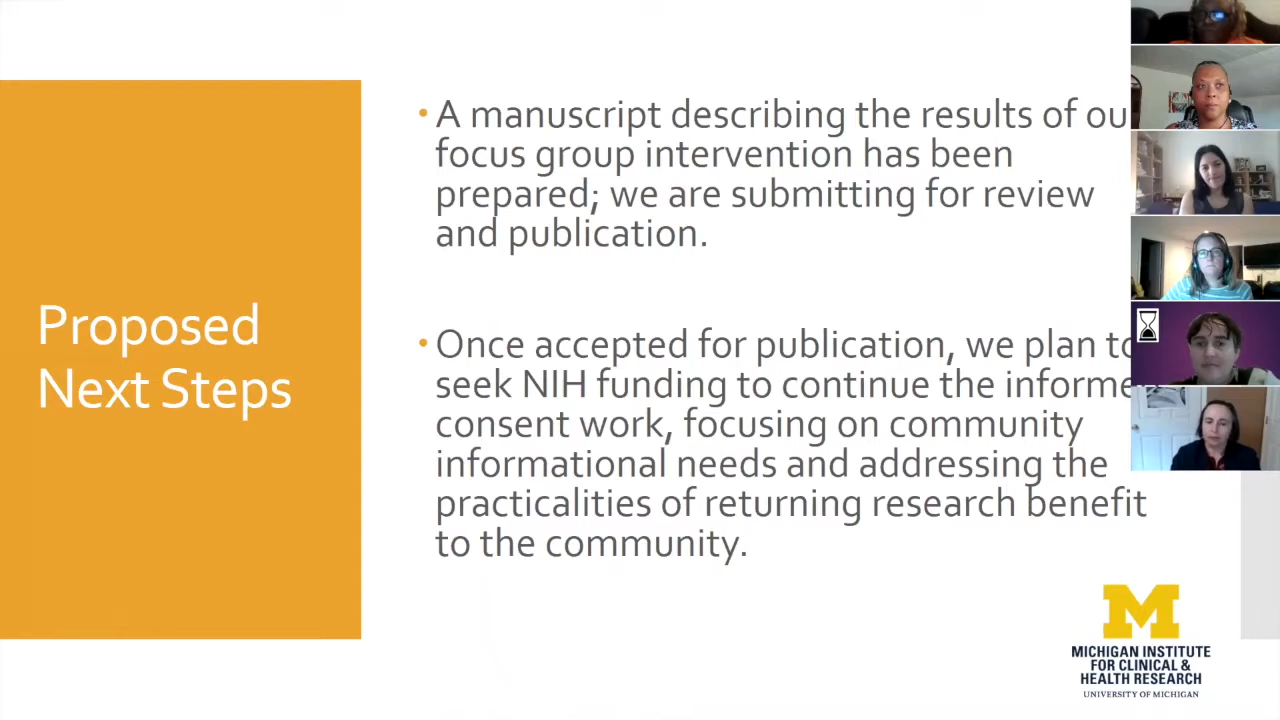 Proposed
Next Steps
• A manuscript describing the results of ou
focus group intervention has been
prepared; we are submitting for review
and publication.
• Once accepted for publication, we plan to
seek NIH funding to continue the informe
consent work, focusing on community
informational needs and addressing the
practicalities of returning research benefit
to the community.
M
MICHIGAN INSTITUTE
FOR CLINICAL &
HEALTH RESEARCH
UNIVERSITY OF MICHIGAN